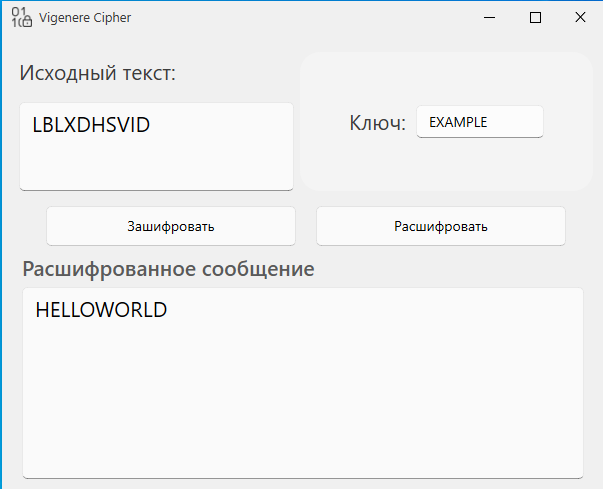 Vigenere Cipher
Исходный текст:
LBLXDHSVID
Ключ: EXAMPLE
Зашифровать Расшифровать
Расшифрованное сообщение
HELLOWORLD